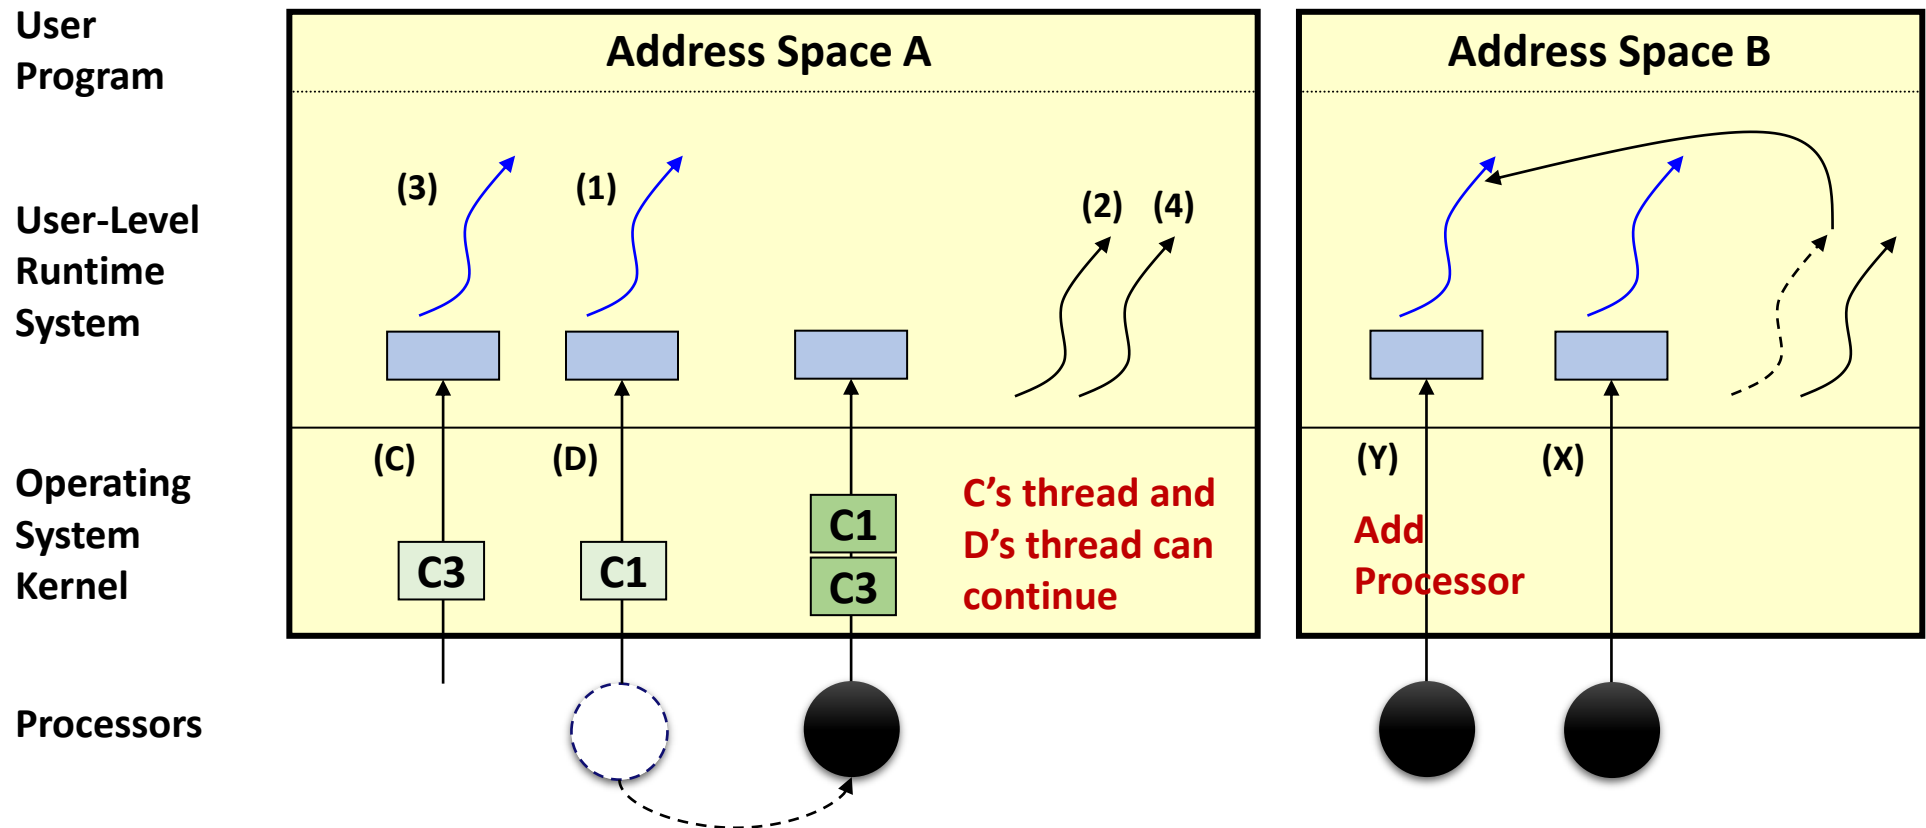 User
Program
Address Space A
Address Space B
(3)
(1)
(2)
(4)
User-Level
Runtime
System
(C)
(D)
(Y)
(X)
Operating
System
Kernel
C3
C1
C1
C3
C's thread and
D's thread can
continue
Add
Processor
Processors